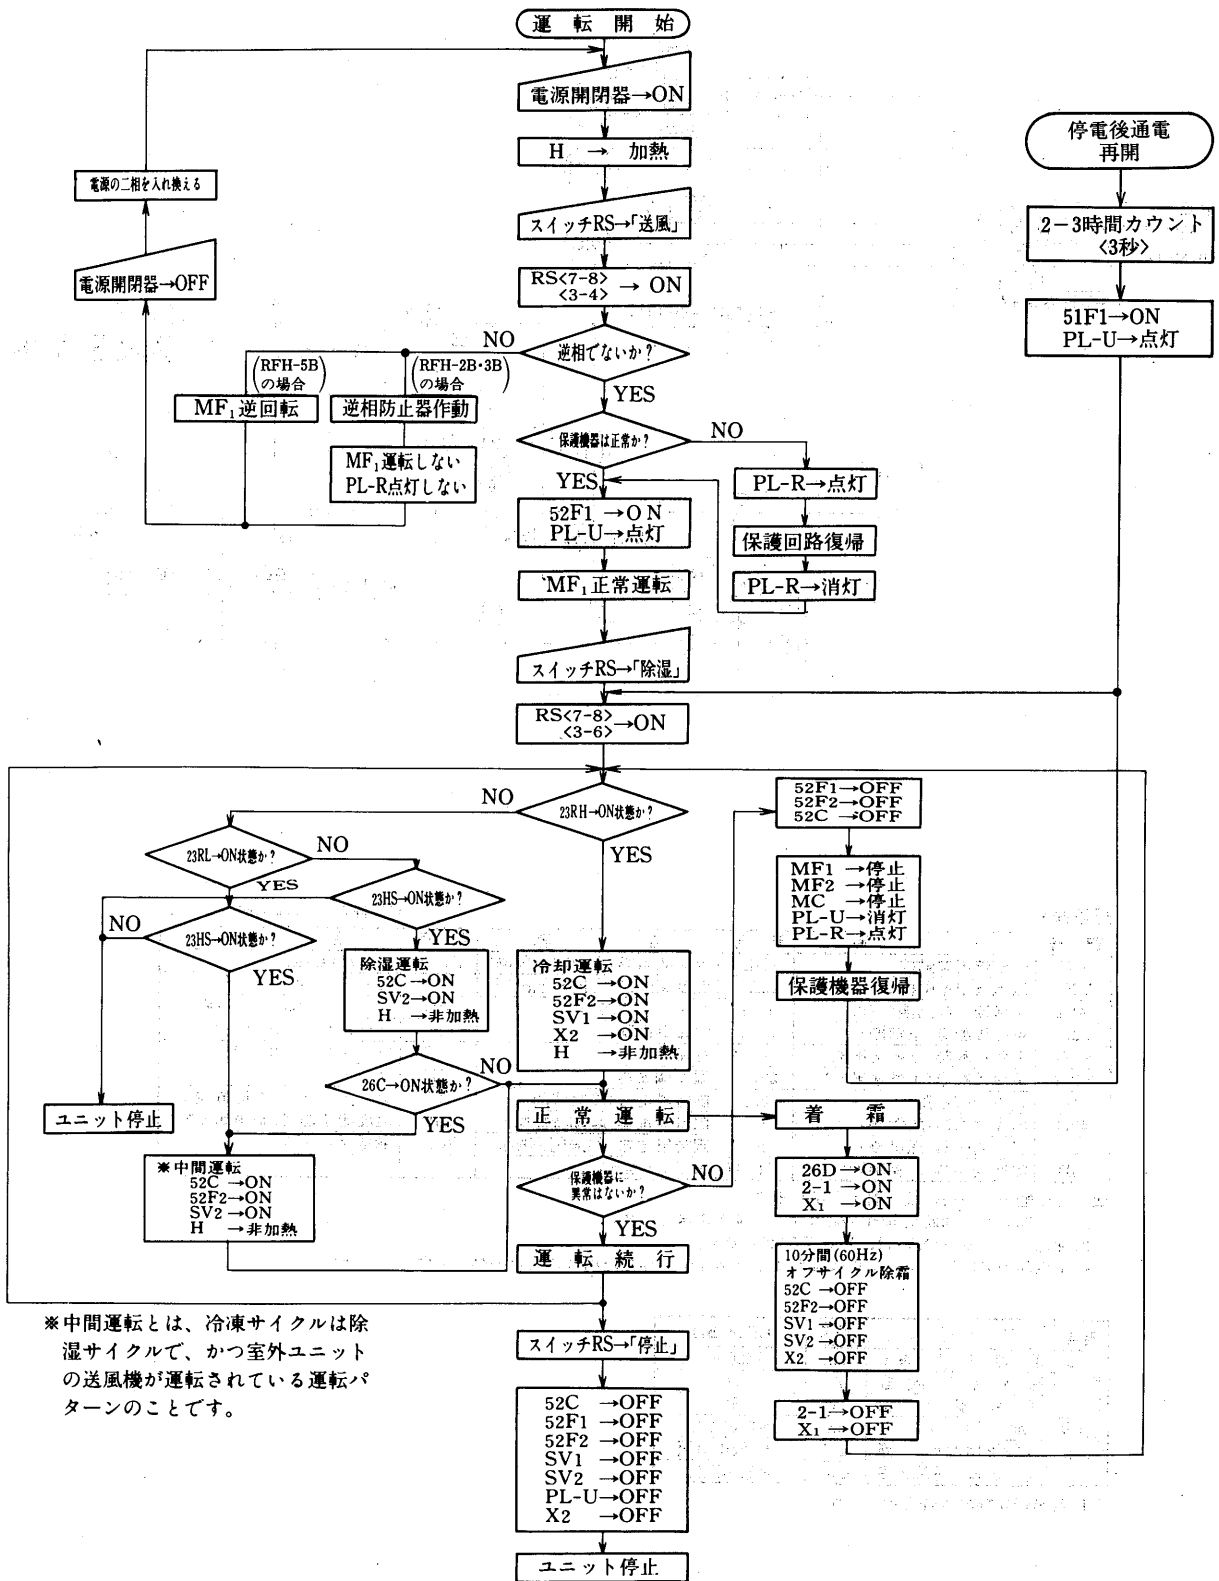 運転開始
電源開閉器→ON
H → 加熱
スイッチRS→「送風」
RS<7-8>
<3-4> → ON
逆相でないか?
NO
YES
電源の二相を入れ換える
電源開閉器→OFF
(RFH-5B)
の場合
(RFH-2B・3B)
の場合
MF₁逆回転
逆相防止器作動
MF₁運転しない
PL-R点灯しない
保護機器は正常か?
NO
YES
PL-R→点灯
保護回路復帰
PL-R→消灯
52F1 →ON
PL-U→点灯
MF₁正常運転
スイッチRS→「除湿」
RS<7-8>
<3-6> →ON
停電後通電
再開
2-3時間カウント
<3秒>
51F1→ON
PL-U→点灯
23RH→ON状態か?
NO
YES
23RL→ON状態か?
NO
YES
23HS→ON状態か?
NO
YES
23HS→ON状態か?
YES
除湿運転
52C →ON
SV2→ON
H →非加熱
26C→ON状態か?
NO
YES
ユニット停止
※中間運転
52C →ON
52F2→ON
SV2→ON
H →非加熱
冷却運転
52C →ON
52F2→ON
SV1→ON
X2 →ON
H →非加熱
正常運転
保護機器に
異常はないか?
NO
YES
運転続行
52F1→OFF
52F2→OFF
52C →OFF
MF1→停止
MF2→停止
MC →停止
PL-U→消灯
PL-R→点灯
保護機器復帰
着霜
26D→ON
2-1→ON
X₁ →ON
10分間(60Hz)
オフサイクル除霜
52C →OFF
52F2→OFF
SV1→OFF
SV2→OFF
X2 →OFF
2-1→OFF
X₁ →OFF
スイッチRS→「停止」
52C →OFF
52F1→OFF
52F2→OFF
SV1 →OFF
SV2 →OFF
PL-U→OFF
X2 →OFF
ユニット停止
※中間運転とは、冷凍サイクルは除
湿サイクルで、かつ室外ユニット
の送風機が運転されている運転パ
ターンのことです。